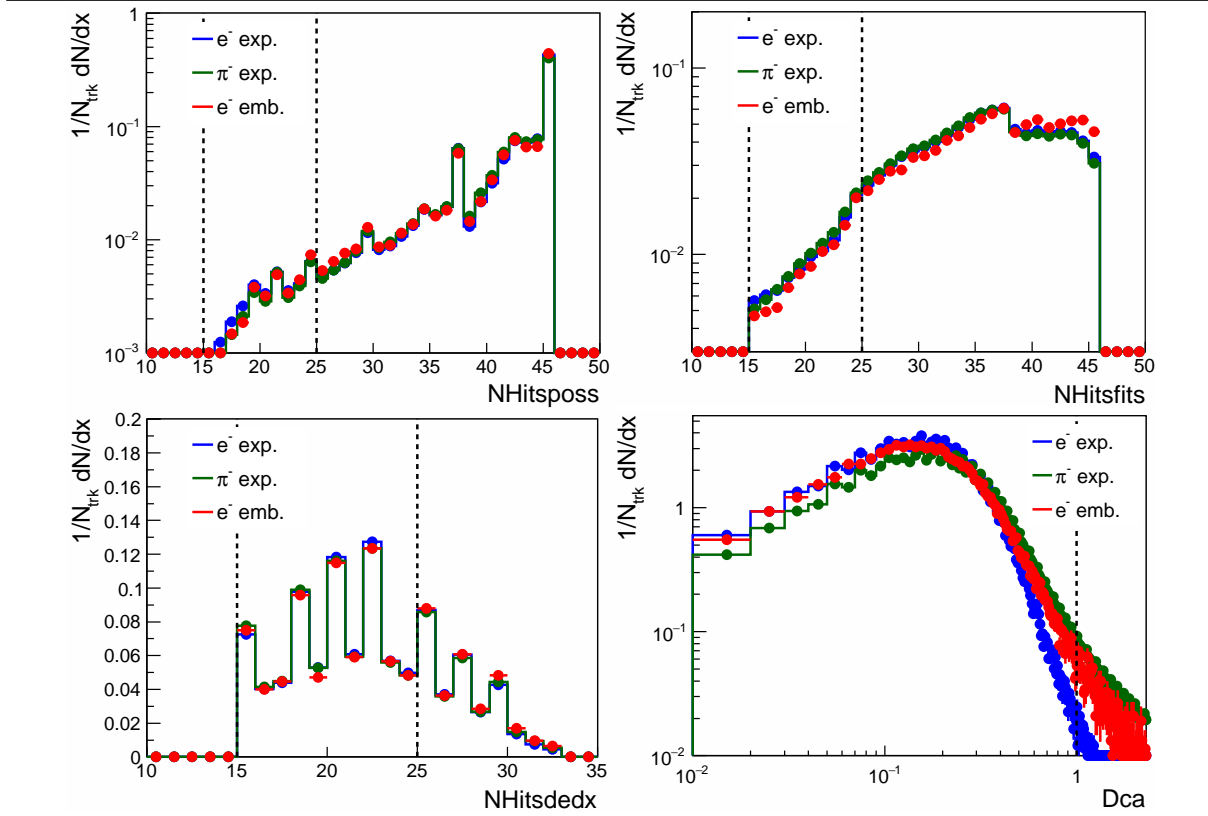 1/N_trk dN/dx
1
10^-1
10^-2
10^-3
e^- exp.
π^- exp.
e^- emb.
10 15 20 25 30 35 40 45 50
NHitsposs
1/N_trk dN/dx
10^-1
10^-2
e^- exp.
π^- exp.
e^- emb.
10 15 20 25 30 35 40 45 50
NHitsfits
1/N_trk dN/dx
0.2
0.18
0.16
0.14
0.12
0.1
0.08
0.06
0.04
0.02
0
e^- exp.
π^- exp.
e^- emb.
10 15 20 25 30 35
NHitsdedx
1/N_trk dN/dx
1
10^-1
10^-2
e^- exp.
π^- exp.
e^- emb.
10^-2 10^-1 1
Dca